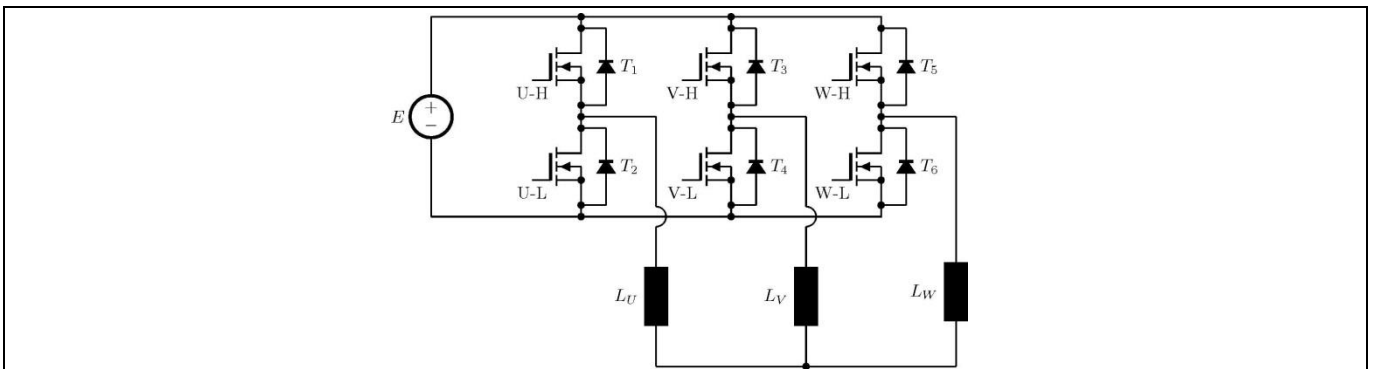 T1 T3 T5
U-H V-H W-H
E + −
T2 T4 T6
U-L V-L W-L
LU LV LW